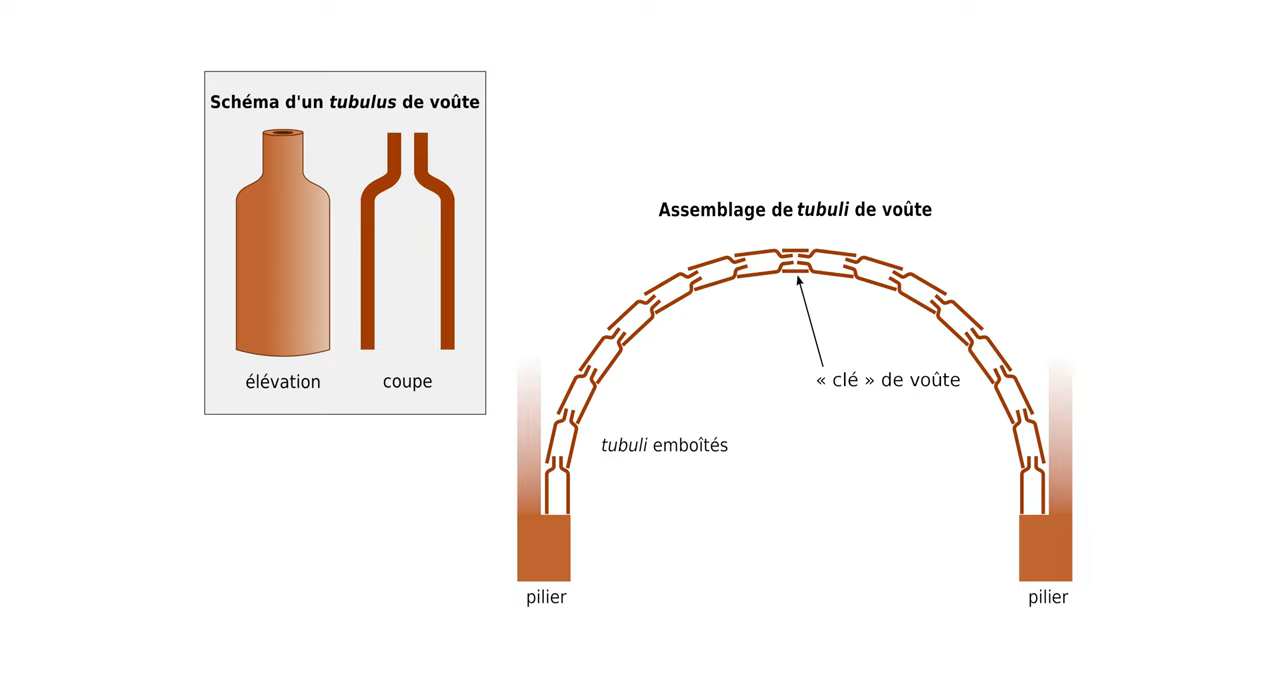 Schéma d'un tubulus de voûte
élévation
coupe
Assemblage de tubuli de voûte
« clé » de voûte
tubuli emboîtés
pilier
pilier